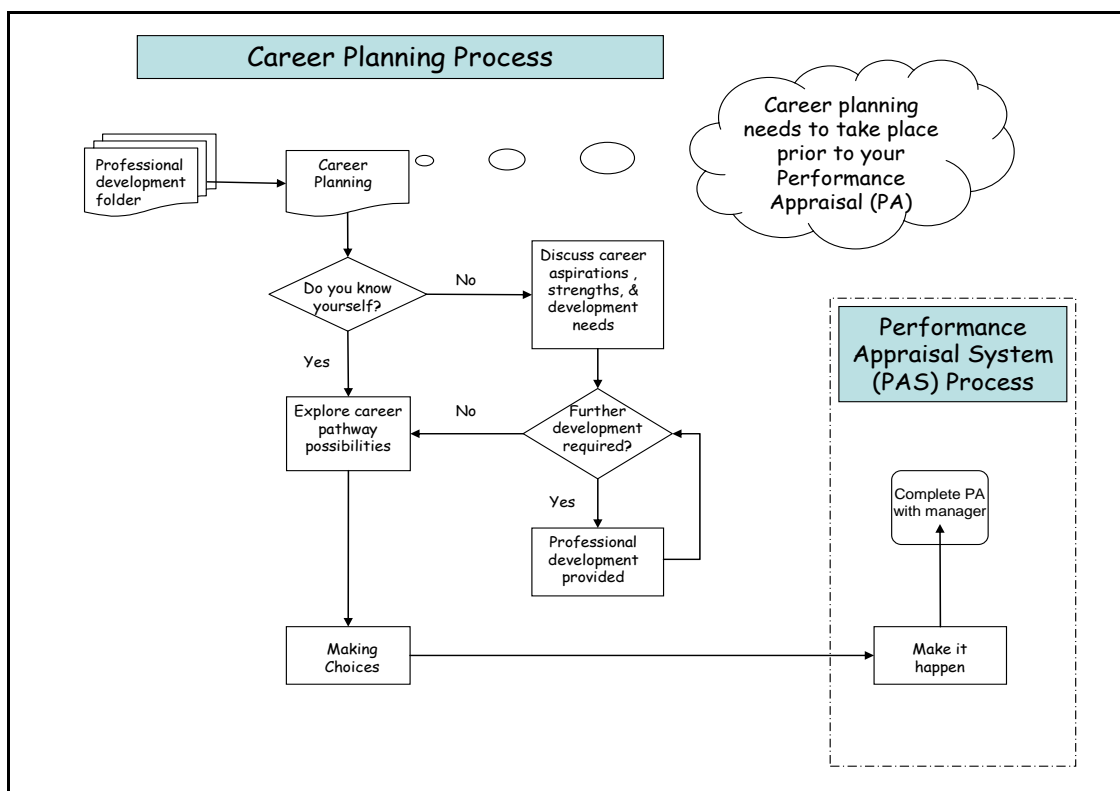 Career Planning Process
Career planning
needs to take place
prior to your
Performance
Appraisal (PA)
Professional
development
folder
Career
Planning
Do you know
yourself?
No
Discuss career
aspirations ,
strengths, &
development
needs
Yes
Performance
Appraisal System
(PAS) Process
Explore career
pathway
possibilities
No
Further
development
required?
Yes
Complete PA
with manager
Professional
development
provided
Making
Choices
Make it
happen